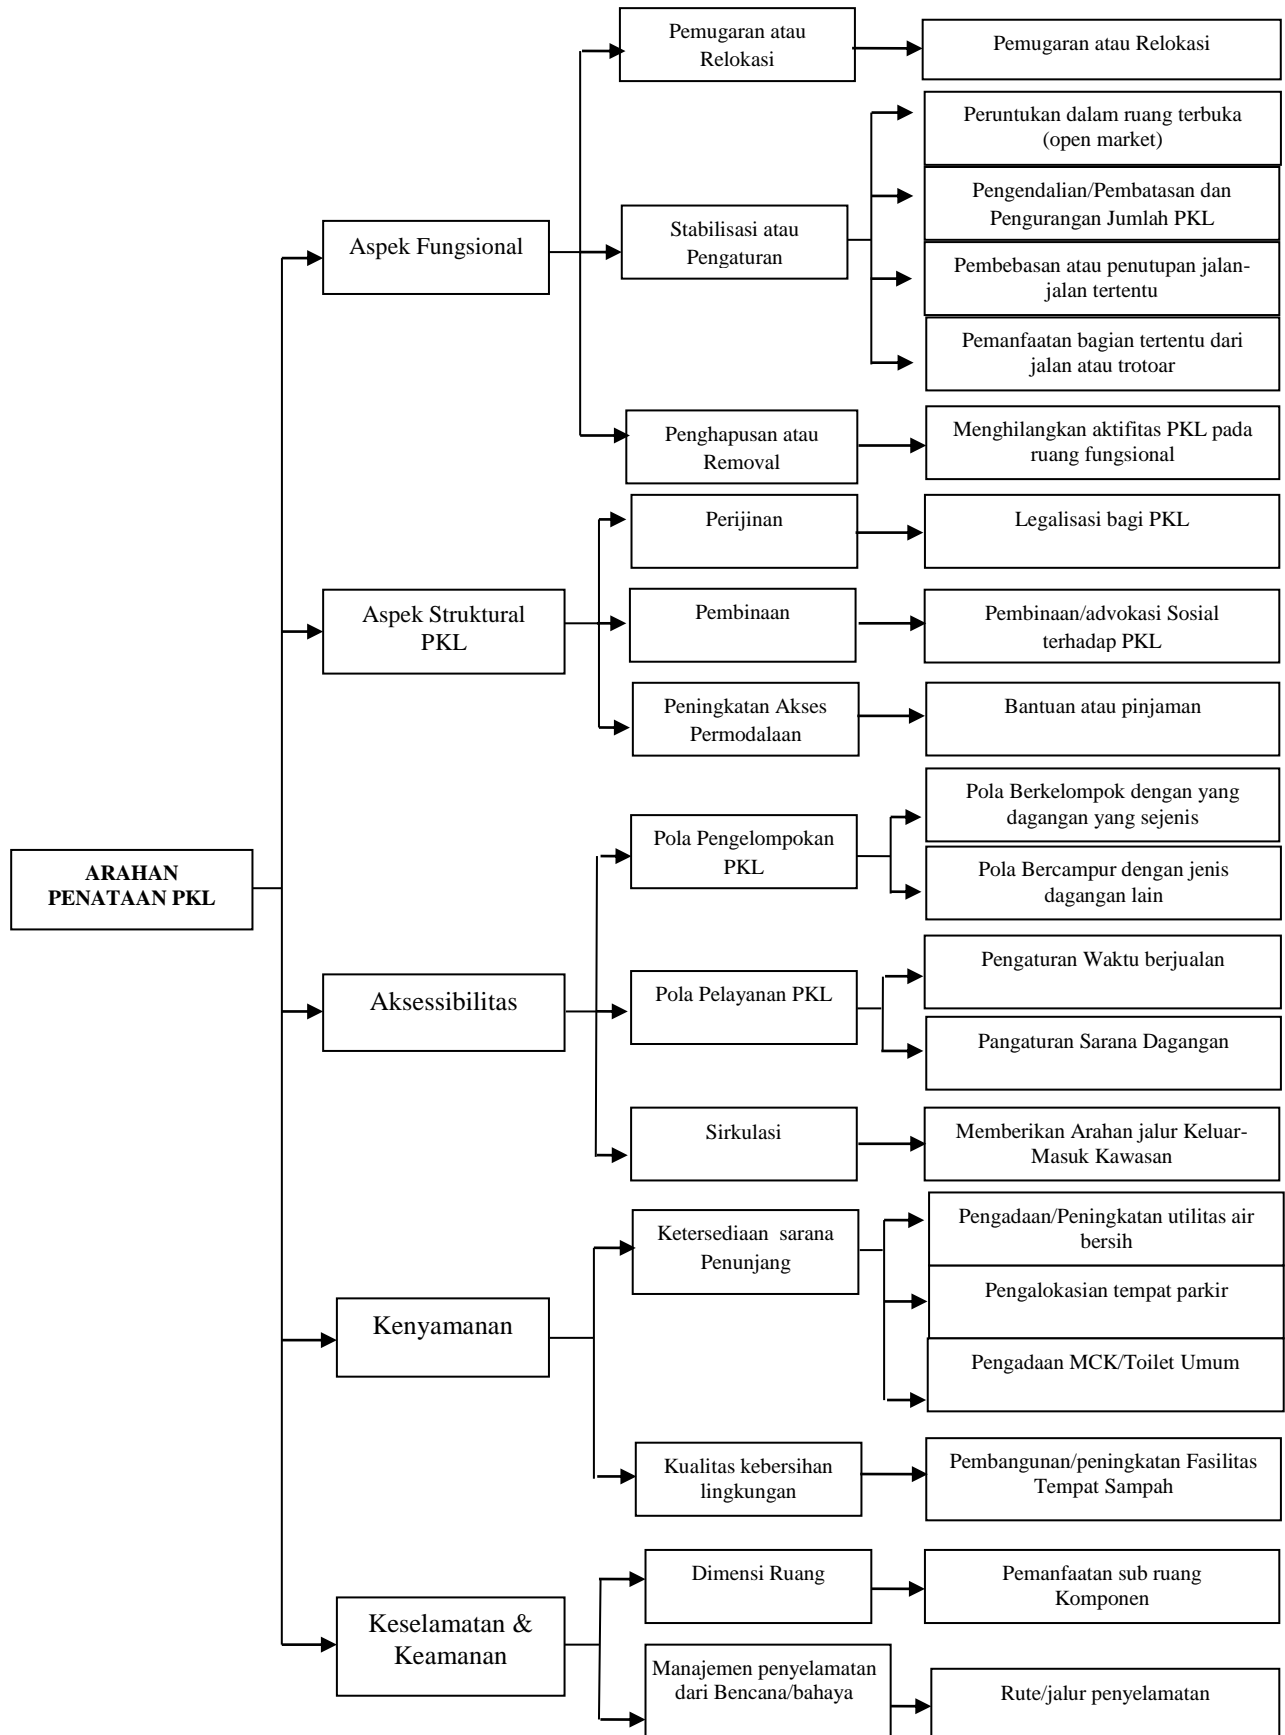 Pemugaran atau
Relokasi
Pemugaran atau Relokasi
Peruntukan dalam ruang terbuka
(open market)
Pengendalian/Pembatasan dan
Pengurangan Jumlah PKL
Aspek Fungsional
Stabilisasi atau
Pengaturan
Pembebasan atau penutupan jalan-
jalan tertentu
Pemanfaatan bagian tertentu dari
jalan atau trotoar
Penghapusan atau
Removal
Menghilangkan aktifitas PKL pada
ruang fungsional
Perijinan
Legalisasi bagi PKL
Aspek Struktural
PKL
Pembinaan
Pembinaan/advokasi Sosial
terhadap PKL
Peningkatan Akses
Permodalaan
Bantuan atau pinjaman
Pola Berkelompok dengan yang
dagangan yang sejenis
Pola Pengelompokan
PKL
Pola Bercampur dengan jenis
dagangan lain
ARAHAN
PENATAAN PKL
Pengaturan Waktu berjualan
Aksessibilitas
Pola Pelayanan PKL
Pangaturan Sarana Dagangan
Sirkulasi
Memberikan Arahan jalur Keluar-
Masuk Kawasan
Ketersediaan sarana
Penunjang
Pengadaan/Peningkatan utilitas air
bersih
Pengalokasian tempat parkir
Kenyamanan
Pengadaan MCK/Toilet Umum
Kualitas kebersihan
lingkungan
Pembangunan/peningkatan Fasilitas
Tempat Sampah
Dimensi Ruang
Pemanfaatan sub ruang
Komponen
Keselamatan &
Keamanan
Manajemen penyelamatan
dari Bencana/bahaya
Rute/jalur penyelamatan